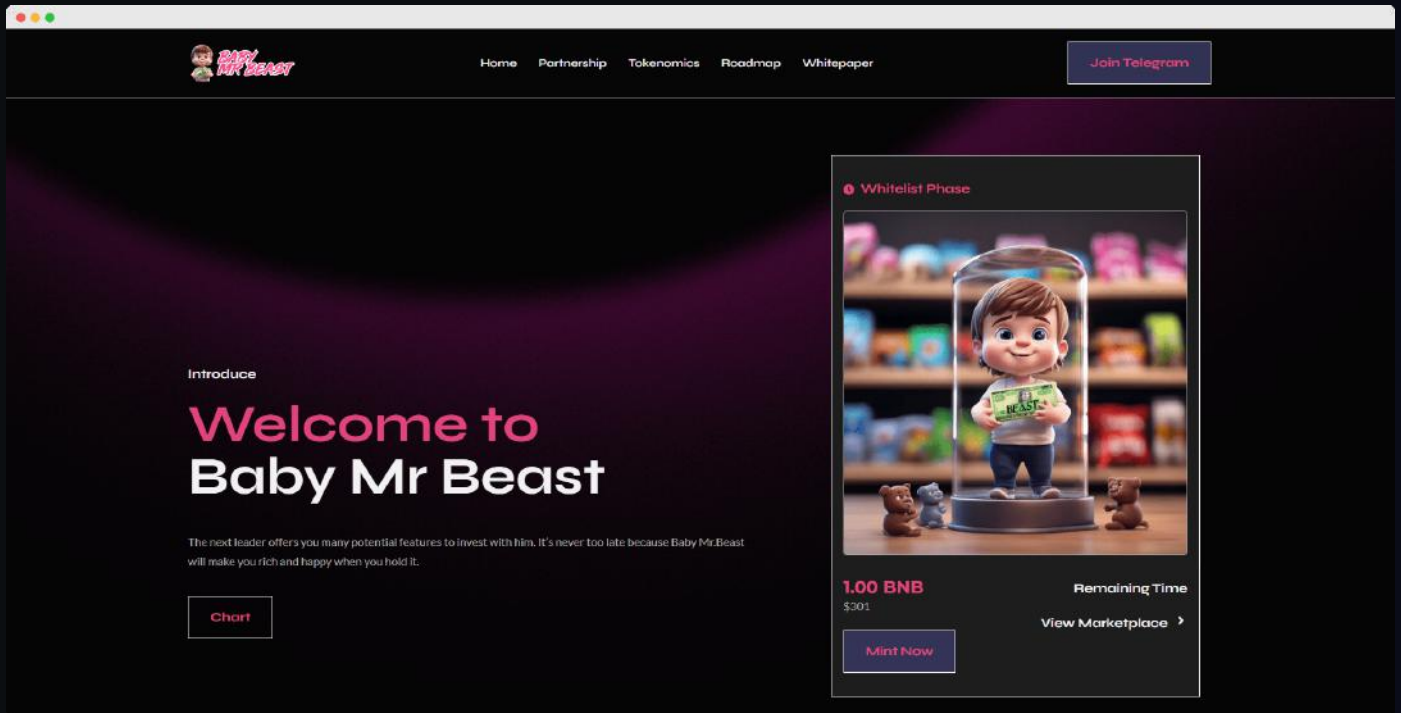 BABY
MR BEAST
Home Partnership Tokenomics Roadmap Whitepaper
Join Telegram
Whitelist Phase
BEAST
Introduce
Welcome to
Baby Mr Beast
The next leader offers you many potential features to invest with him. It's never too late because Baby Mr.Beast
will make you rich and happy when you hold it.
Chart
1.00 BNB
$301
Remaining Time
View Marketplace
Mint Now